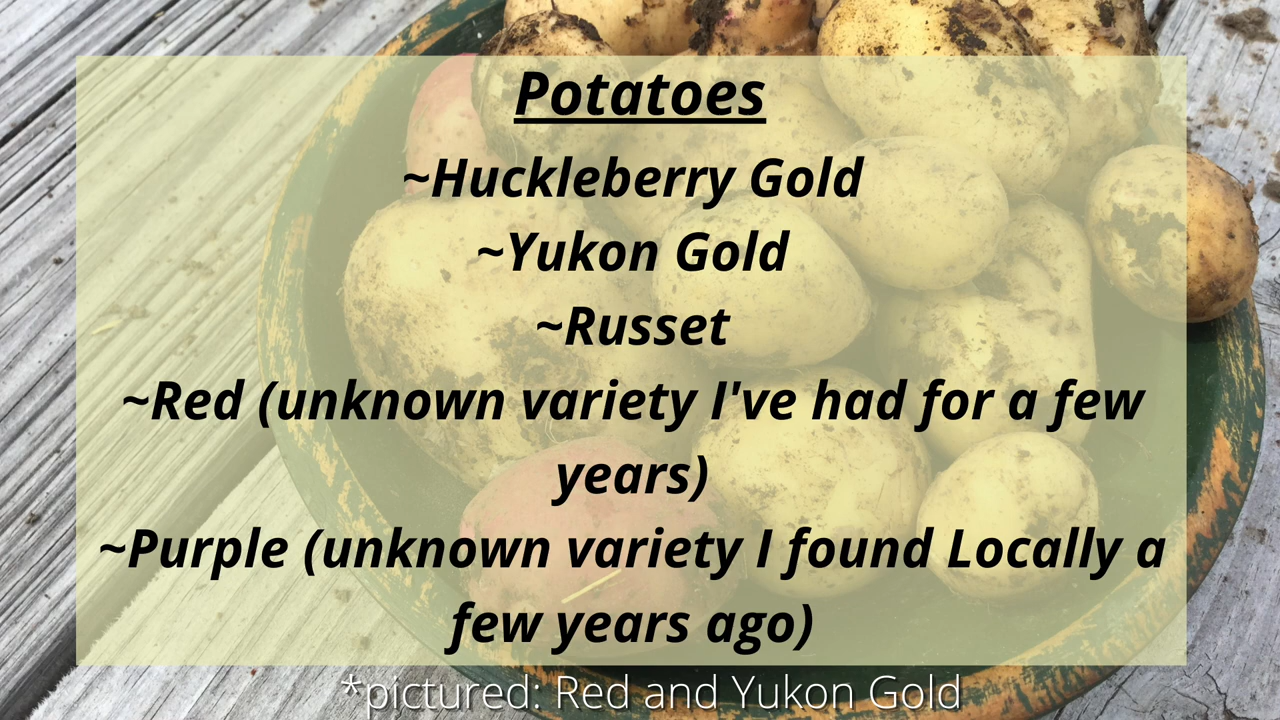 Potatoes
~Huckleberry Gold
~Yukon Gold
~Russet
~Red (unknown variety I've had for a few
years)
~Purple (unknown variety I found Locally a
few years ago)
*pictured: Red and Yukon Gold